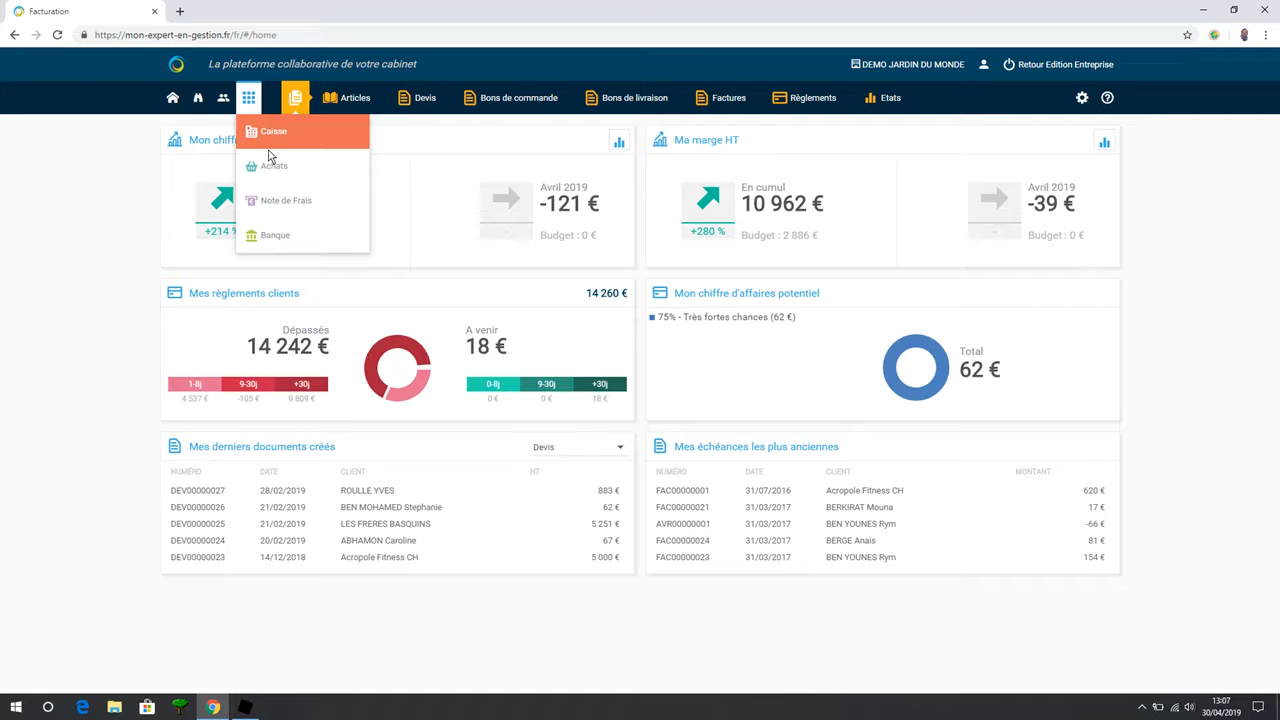 Facturation
https://mon-expert-en-gestion.fr/fr/#/home
La plateforme collaborative de votre cabinet
DEMO JARDIN DU MONDE
Retour Edition Entreprise
Articles
Devis
Bons de commande
Bons de livraison
Factures
Règlements
Etats
Caisse
Achats
Note de Frais
Banque
Mon chiff
+214 %
Avril 2019
-121 €
Budget : 0 €
Ma marge HT
En cumul
10 962 €
+280 %
Budget : 2 886 €
Avril 2019
-39 €
Budget : 0 €
Mes règlements clients
14 260 €
Dépassés
14 242 €
1-8j 9-30j +30j
4 537 € -105 € 9 809 €
A venir
18 €
0-8j 9-30j +30j
0 € 0 € 18 €
Mon chiffre d'affaires potentiel
75% - Très fortes chances (62 €)
Total
62 €
Mes derniers documents créés
Devis
NUMÉRO DATE CLIENT HT
DEV00000027 28/02/2019 ROULLE YVES 883 €
DEV00000026 21/02/2019 BEN MOHAMED Stephanie 62 €
DEV00000025 21/02/2019 LES FRERES BASQUINS 5 251 €
DEV00000024 20/02/2019 ABHAMON Caroline 67 €
DEV00000023 14/12/2018 Acropole Fitness CH 5 000 €
Mes échéances les plus anciennes
NUMÉRO DATE CLIENT MONTANT
FAC00000001 31/07/2016 Acropole Fitness CH 620 €
FAC00000021 31/03/2017 BERKIRAT Mouna 17 €
AVR00000001 31/03/2017 BEN YOUNES Rym -66 €
FAC00000024 31/03/2017 BERGE Anais 81 €
FAC00000023 31/03/2017 BEN YOUNES Rym 154 €
13:07
30/04/2019